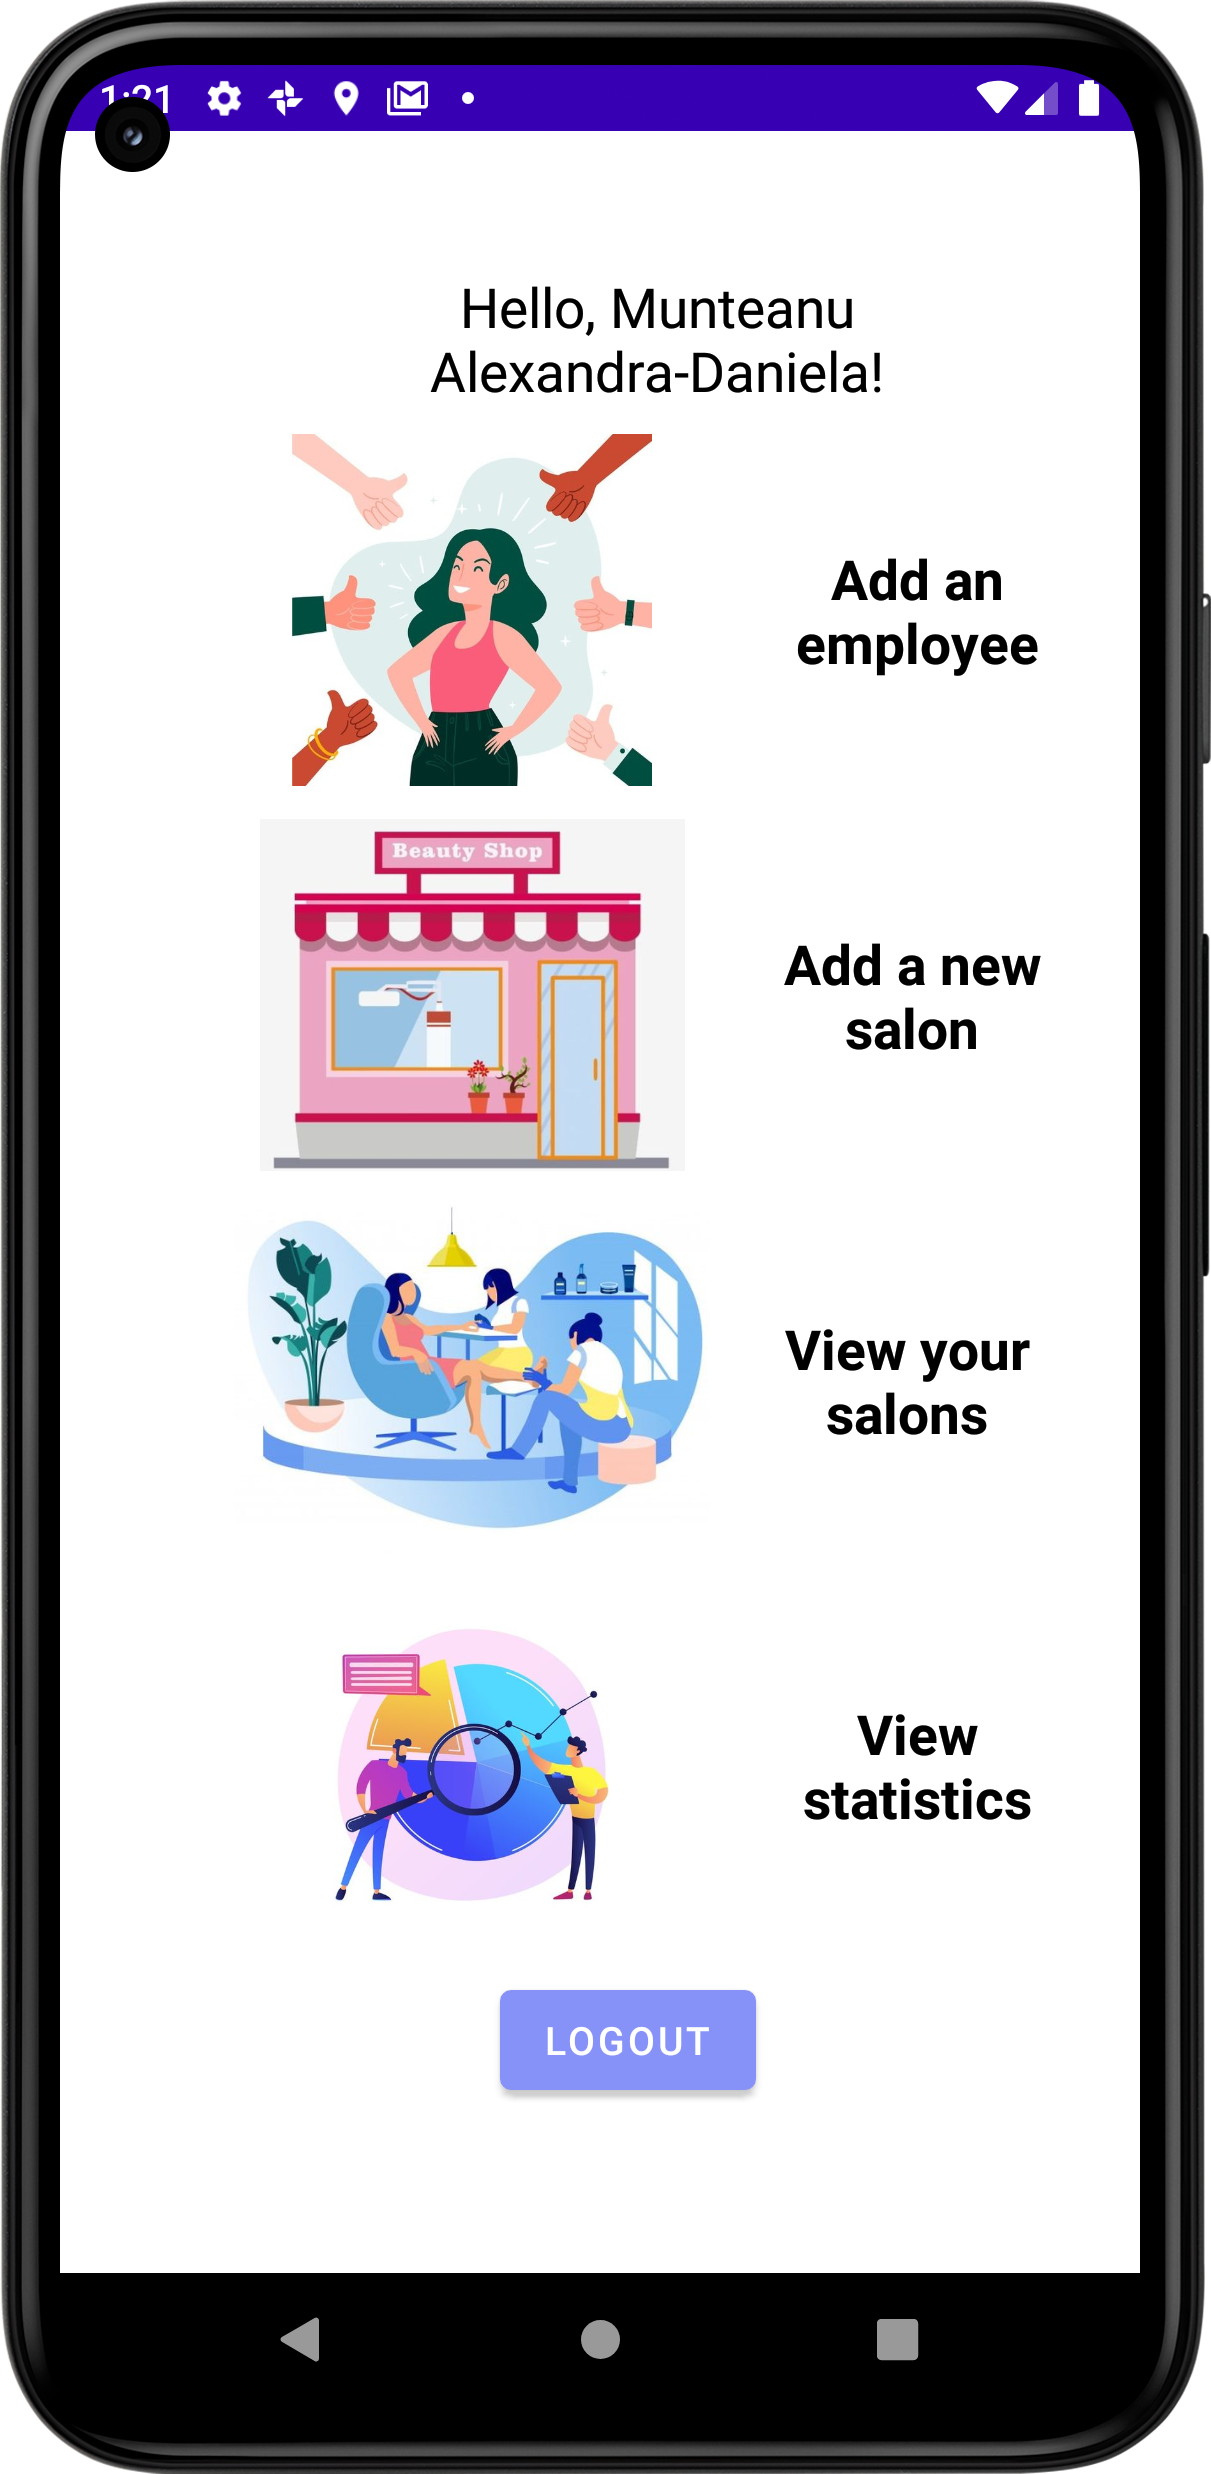 1:21
Hello, Munteanu
Alexandra-Daniela!
Add an
employee
Beauty Shop
Add a new
salon
View your
salons
View
statistics
LOGOUT